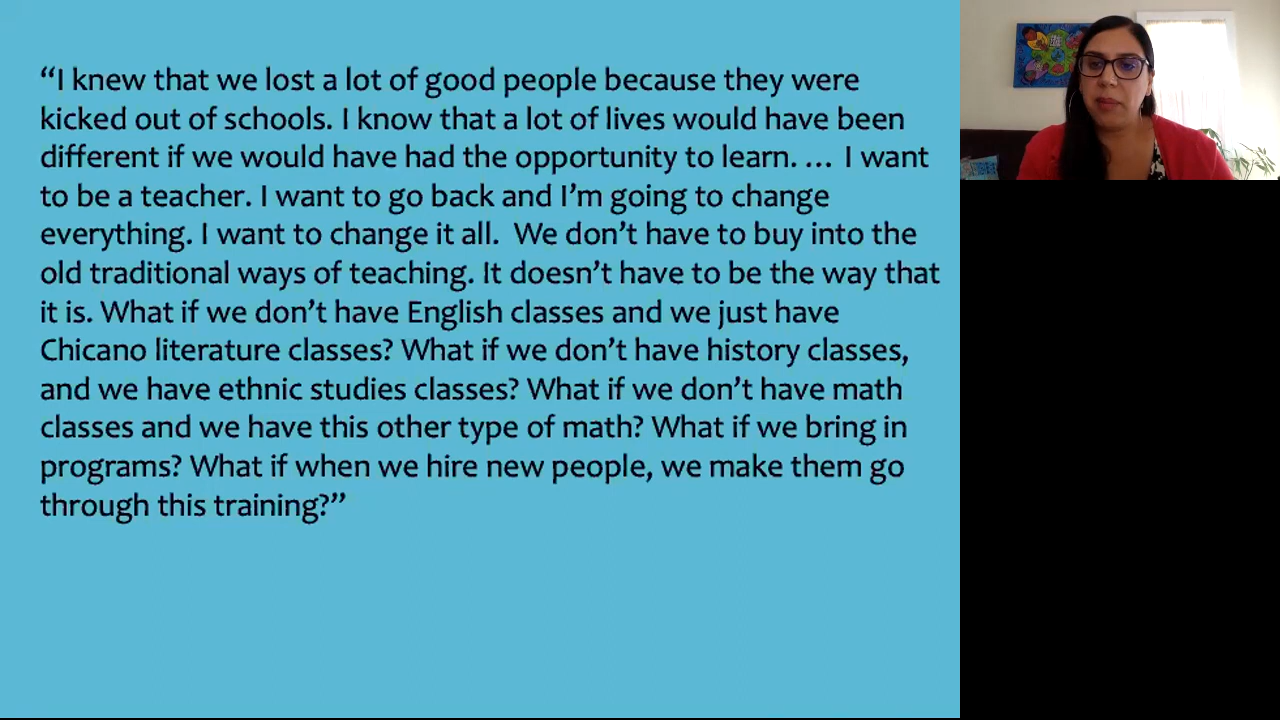 “I knew that we lost a lot of good people because they were
kicked out of schools. I know that a lot of lives would have been
different if we would have had the opportunity to learn. … I want
to be a teacher. I want to go back and I’m going to change
everything. I want to change it all.  We don’t have to buy into the
old traditional ways of teaching. It doesn’t have to be the way that
it is. What if we don’t have English classes and we just have
Chicano literature classes? What if we don’t have history classes,
and we have ethnic studies classes? What if we don’t have math
classes and we have this other type of math? What if we bring in
programs? What if when we hire new people, we make them go
through this training?”